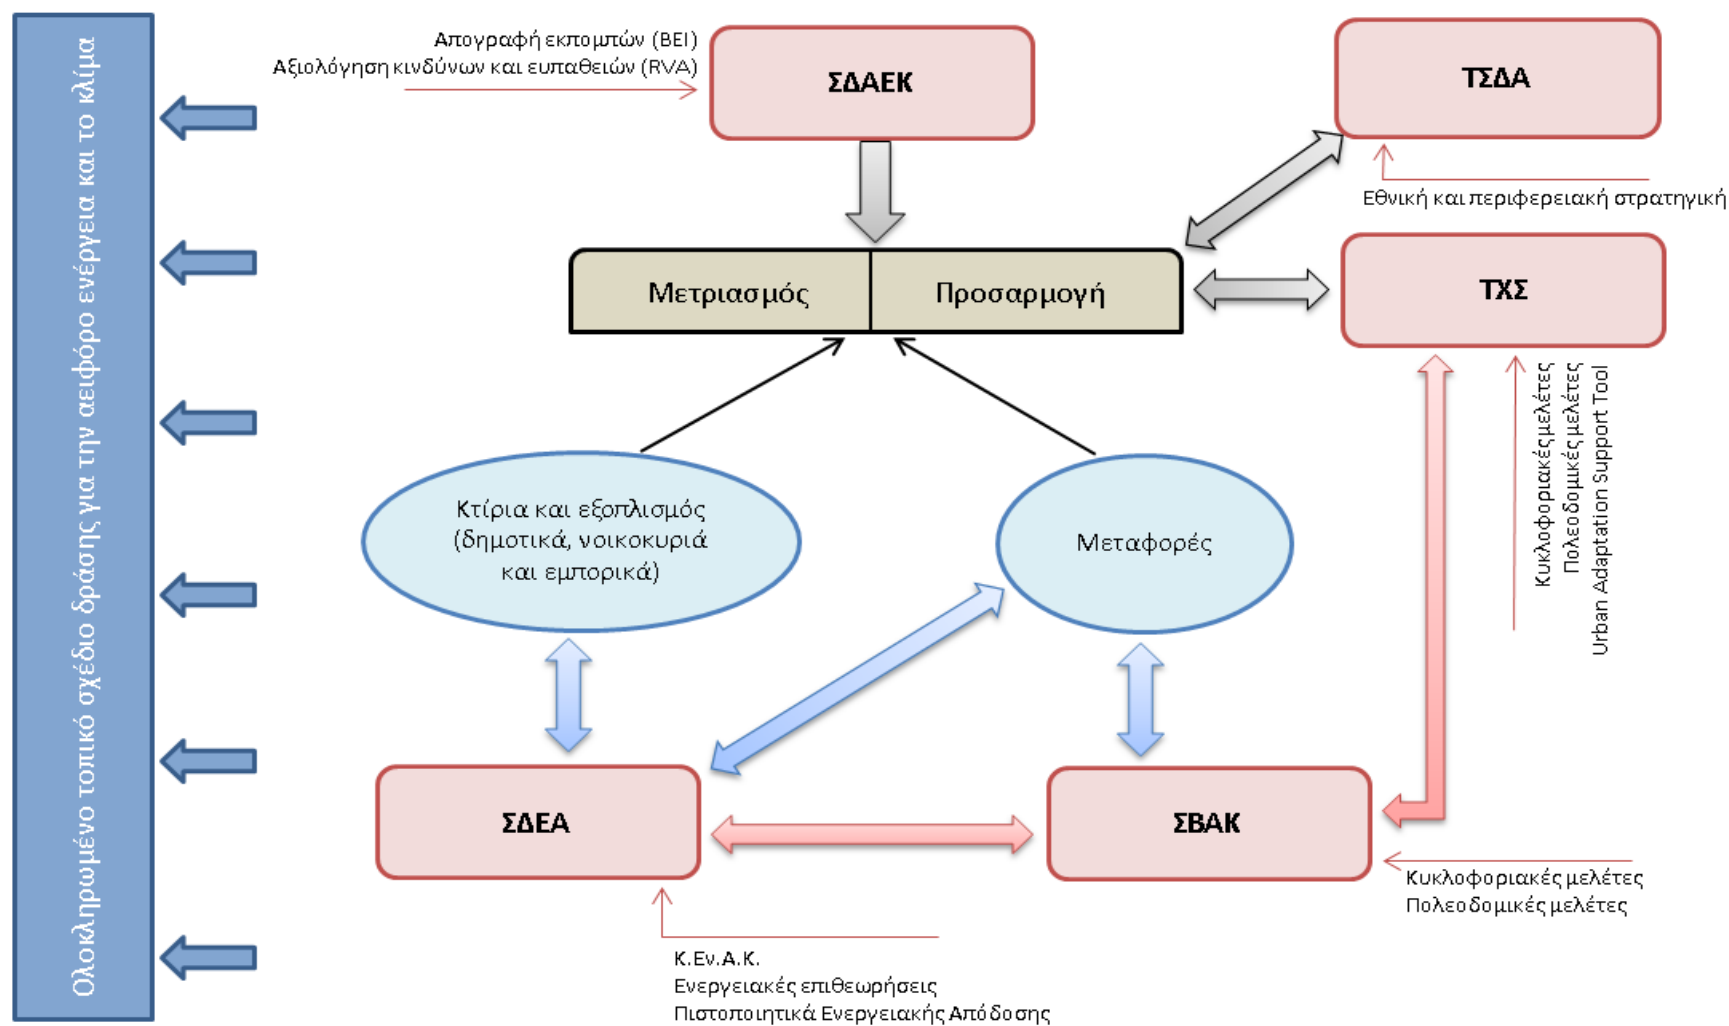 Ολοκληρωμένο τοπικό σχέδιο δράσης για την αειφόρο ενέργεια και το κλίμα
Απογραφή εκπομπών (BEI)
Αξιολόγηση κινδύνων και ευπαθειών (RVA)
ΣΔΑΕΚ
ΤΣΔΑ
Εθνική και περιφερειακή στρατηγική
Μετριασμός
Προσαρμογή
ΤΧΣ
Κυκλοφοριακές μελέτες
Πολεοδομικές μελέτες
Urban Adaptation Support Tool
Κτίρια και εξοπλισμός
(δημοτικά, νοικοκυριά
και εμπορικά)
Μεταφορές
ΣΔΕΑ
ΣΒΑΚ
Κυκλοφοριακές μελέτες
Πολεοδομικές μελέτες
Κ.Εν.Α.Κ.
Ενεργειακές επιθεωρήσεις
Πιστοποιητικά Ενεργειακής Απόδοσης